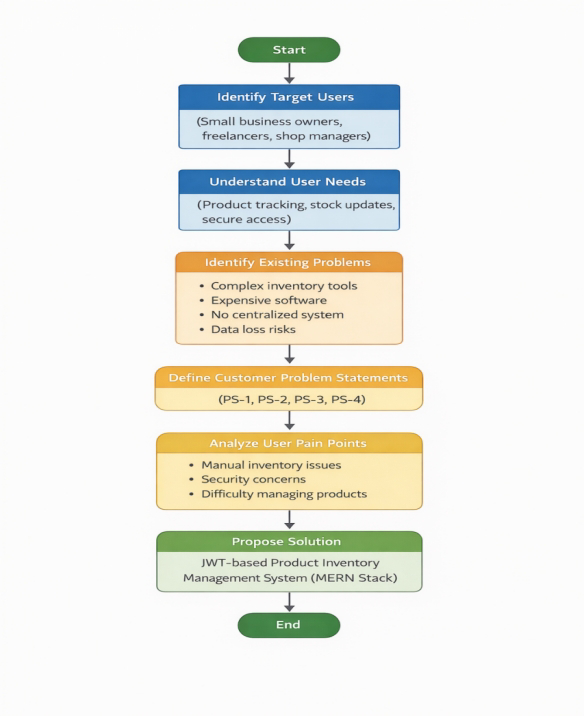 Start
Identify Target Users
(Small business owners,
freelancers, shop managers)
Understand User Needs
(Product tracking, stock updates,
secure access)
Identify Existing Problems
• Complex inventory tools
• Expensive software
• No centralized system
• Data loss risks
Define Customer Problem Statements
(PS-1, PS-2, PS-3, PS-4)
Analyze User Pain Points
• Manual inventory issues
• Security concerns
• Difficulty managing products
Propose Solution
JWT-based Product Inventory
Management System (MERN Stack)
End